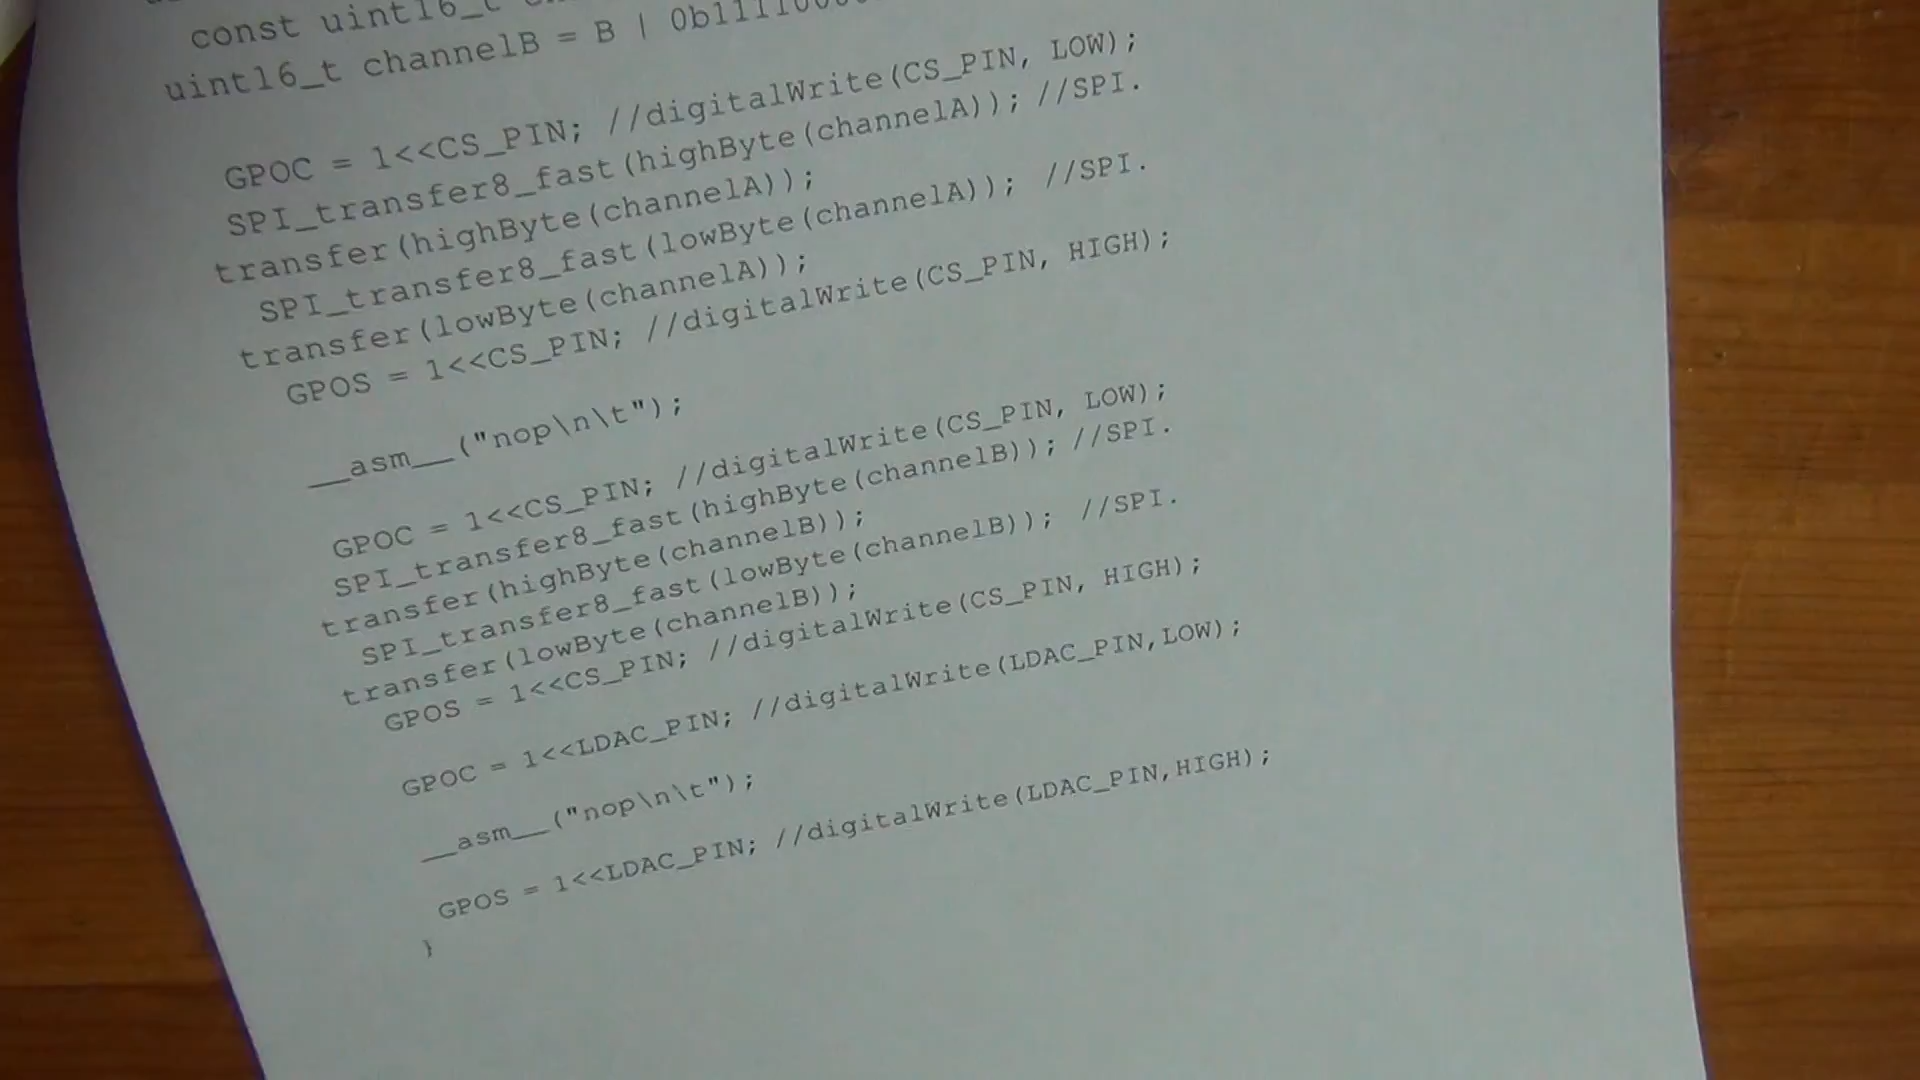 const uint16_t
uint16_t channelB = B | 0b1111000
GPOC = 1<<CS_PIN; //digitalWrite(CS_PIN, LOW);
SPI_transfer8_fast(highByte(channelA)); //SPI.
transfer(highByte(channelA));
SPI_transfer8_fast(lowByte(channelA)); //SPI.
transfer(lowByte(channelA));
GPOS = 1<<CS_PIN; //digitalWrite(CS_PIN, HIGH);
__asm__("nop\n\t");
GPOC = 1<<CS_PIN; //digitalWrite(CS_PIN, LOW);
SPI_transfer8_fast(highByte(channelB)); //SPI.
transfer(highByte(channelB));
SPI_transfer8_fast(lowByte(channelB)); //SPI.
transfer(lowByte(channelB));
GPOS = 1<<CS_PIN; //digitalWrite(CS_PIN, HIGH);
GPOC = 1<<LDAC_PIN; //digitalWrite(LDAC_PIN,LOW);
__asm__("nop\n\t");
GPOS = 1<<LDAC_PIN; //digitalWrite(LDAC_PIN,HIGH);
}